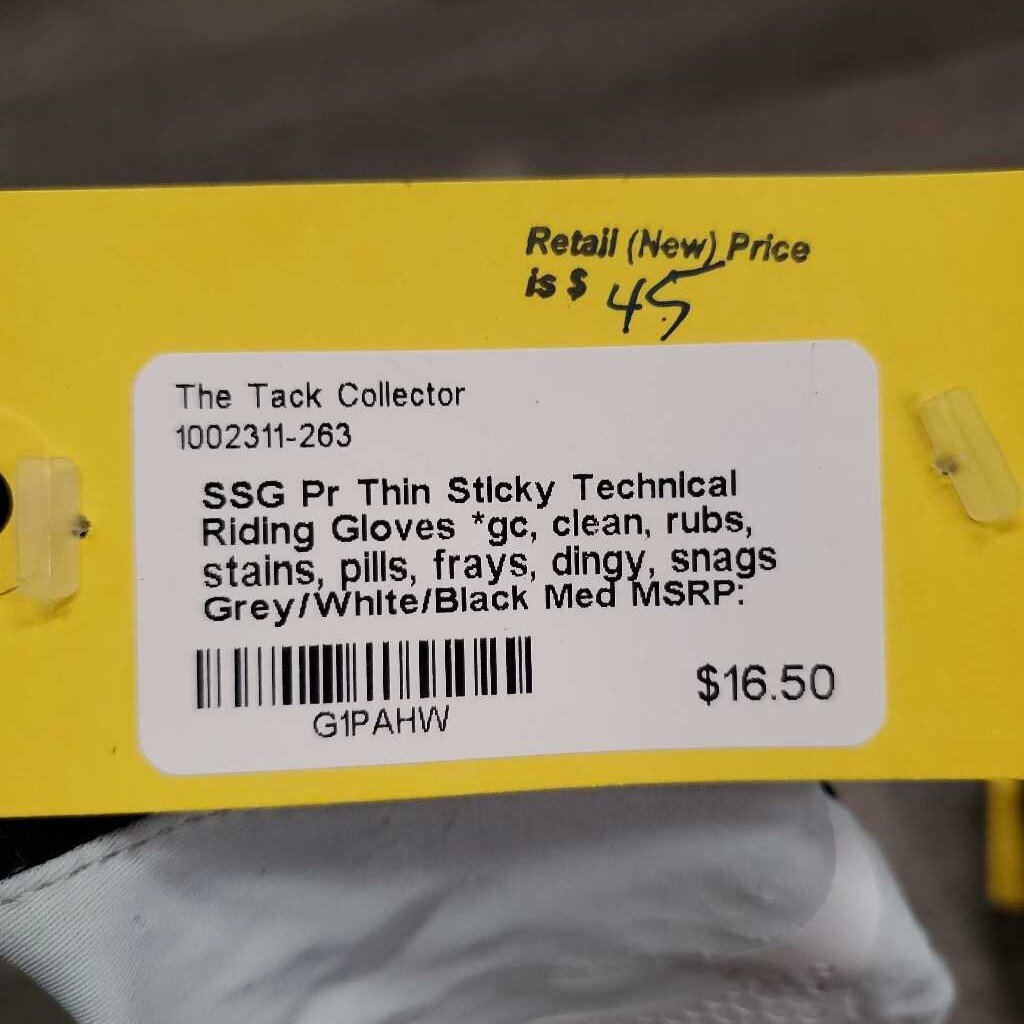 Retail (New) Price
is $ 45
The Tack Collector
1002311-263
SSG Pr Thin Sticky Technical
Riding Gloves *gc, clean, rubs,
stains, pills, frays, dingy, snags
Grey/White/Black Med MSRP:
$16.50
G1PAHW